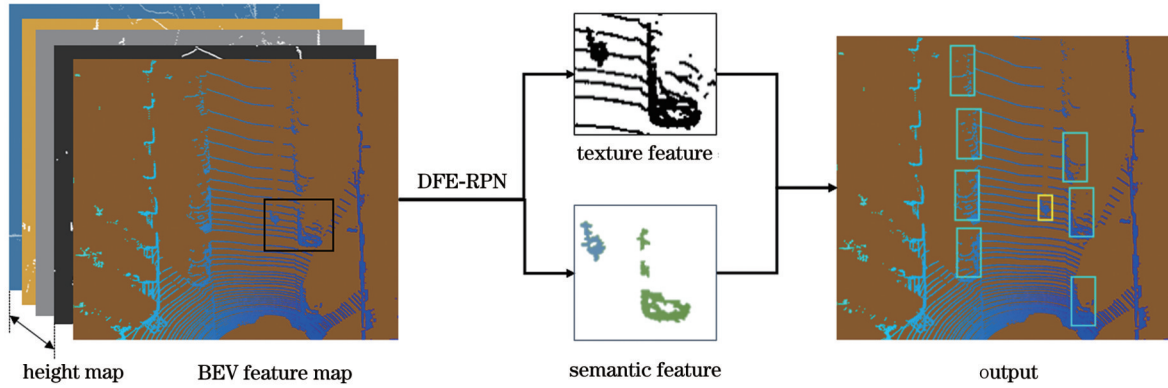 texture feature
DFE-RPN
height map
BEV feature map
semantic feature
output